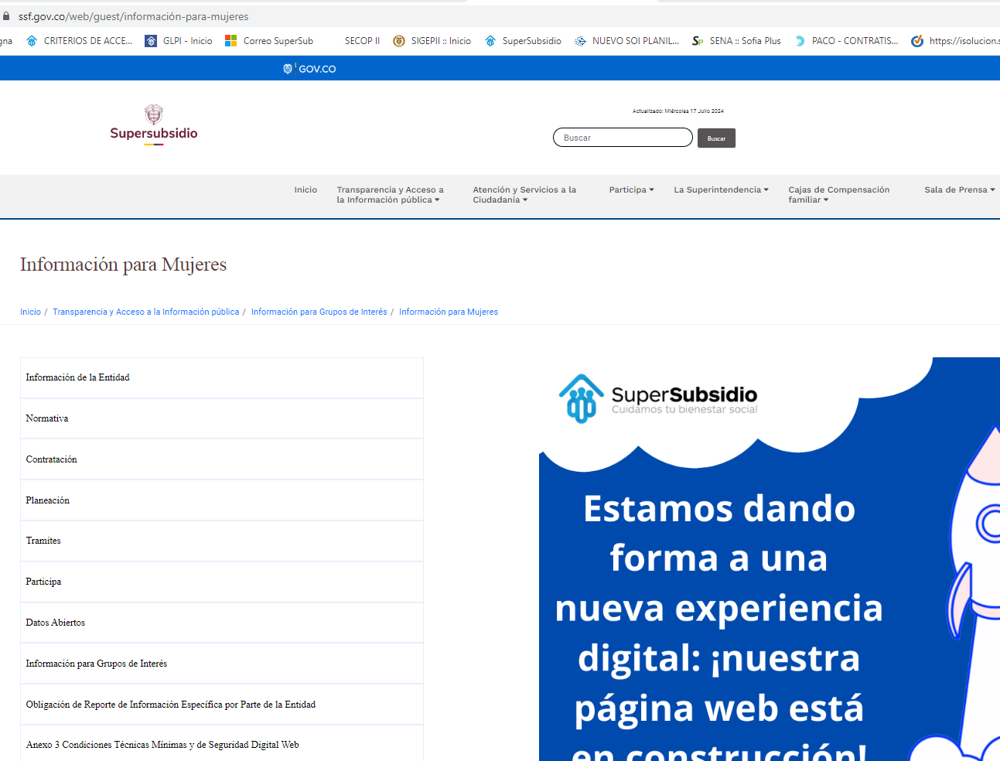 ssf.gov.co/web/guest/información-para-mujeres
gna CRITERIOS DE ACCE... GLPI - Inicio Correo SuperSub SECOP II SIGEPII :: Inicio SuperSubsidio NUEVO SOI PLANIL... SENA :: Sofia Plus PACO - CONTRATIS... https://isolucion.s
GOV.CO
Actualizado: Miércoles 17 Julio 2024
Supersubsidio
Buscar Buscar
Inicio Transparencia y Acceso a Atención y Servicios a la Participa La Superintendencia Cajas de Compensación Sala de Prensa
la Información pública Ciudadanía familiar
Información para Mujeres
Inicio / Transparencia y Acceso a la Información pública / Información para Grupos de Interés / Información para Mujeres
Información de la Entidad
Normativa
Contratación
Planeación
Tramites
Participa
Datos Abiertos
Información para Grupos de Interés
Obligación de Reporte de Información Específica por Parte de la Entidad
Anexo 3 Condiciones Técnicas Mínimas y de Seguridad Digital Web
SuperSubsidio
Cuidamos tu bienestar social
Estamos dando
forma a una
nueva experiencia
digital: ¡nuestra
página web está
en construcción!